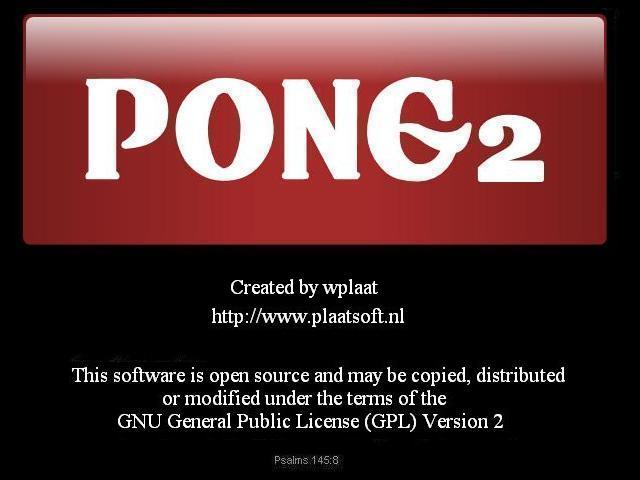 PONG2
Created by wplaat
http://www.plaatsoft.nl
This software is open source and may be copied, distributed
or modified under the terms of the
GNU General Public License (GPL) Version 2
Psalms 145:8